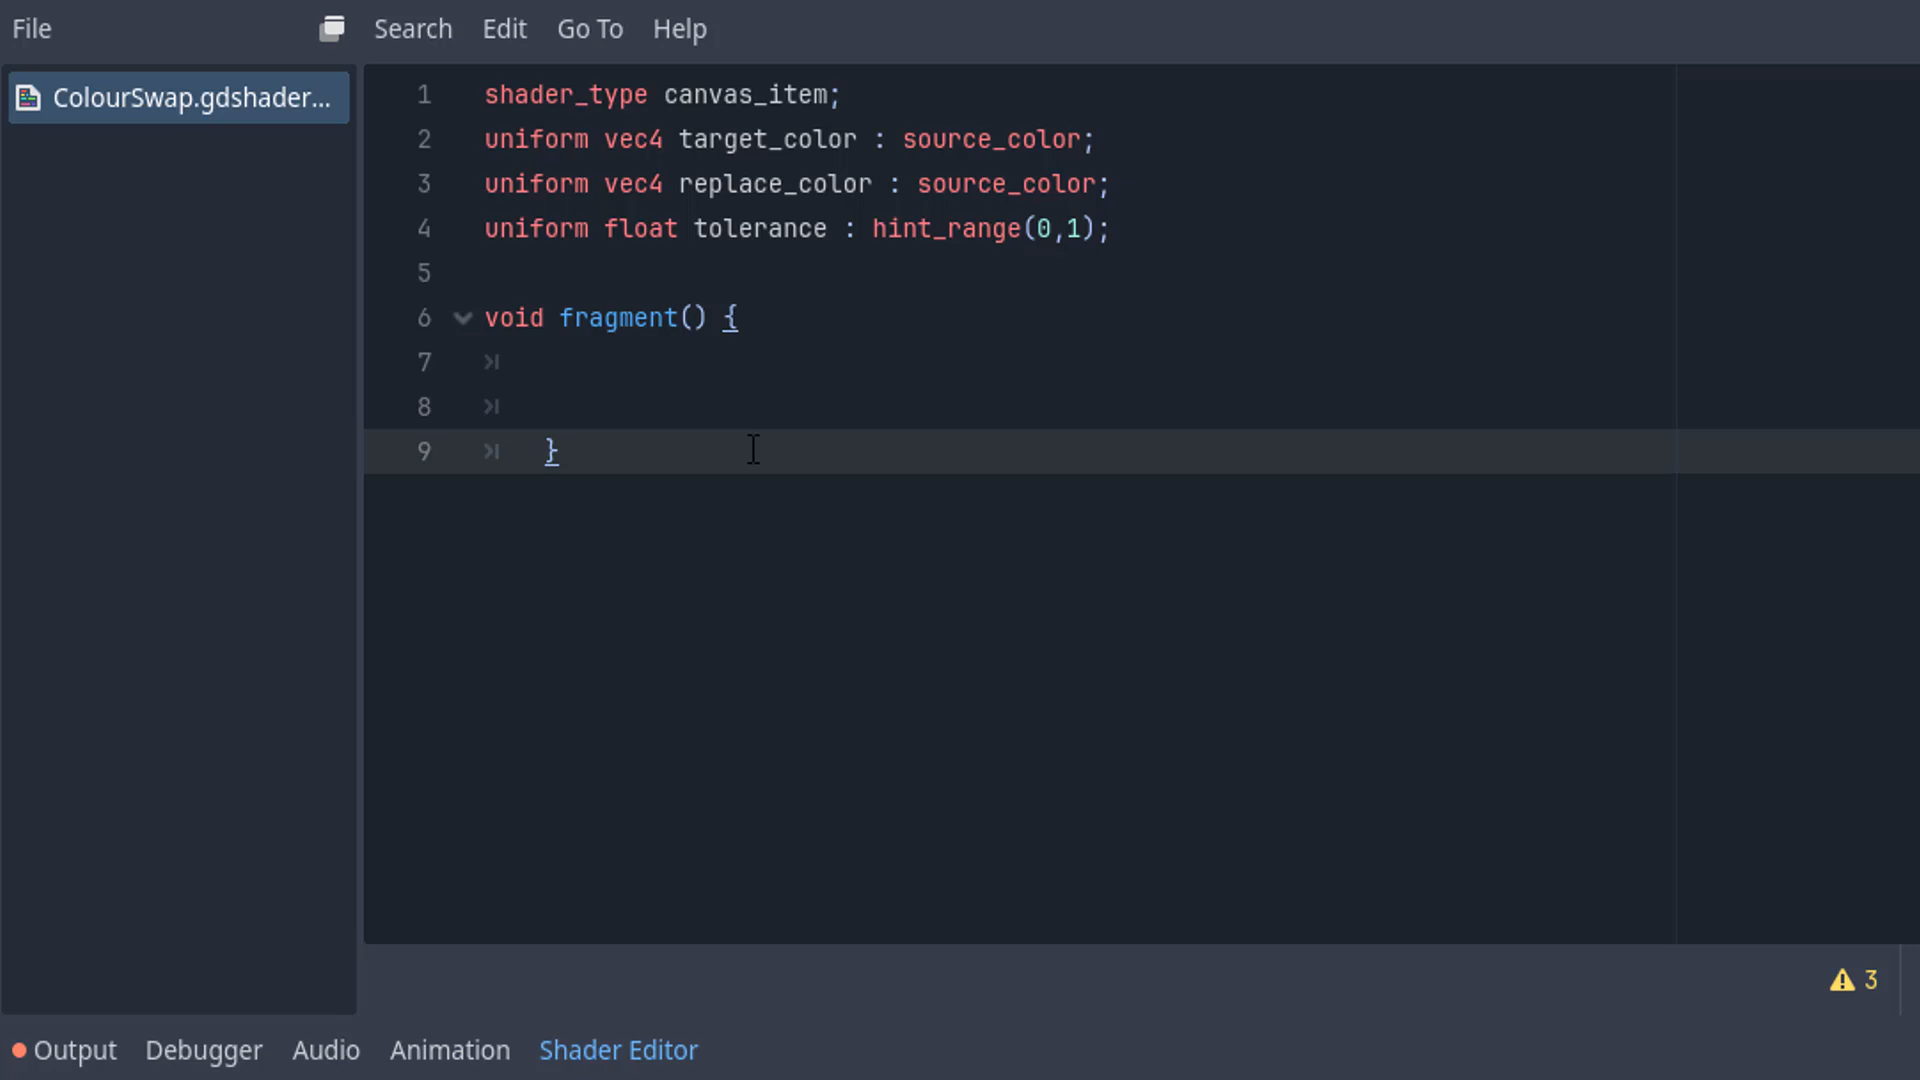 File Search Edit Go To Help
ColourSwap.gdshader...
1 shader_type canvas_item;
2 uniform vec4 target_color : source_color;
3 uniform vec4 replace_color : source_color;
4 uniform float tolerance : hint_range(0,1);
5
6 void fragment() {
7
8
9 }
3
Output Debugger Audio Animation Shader Editor